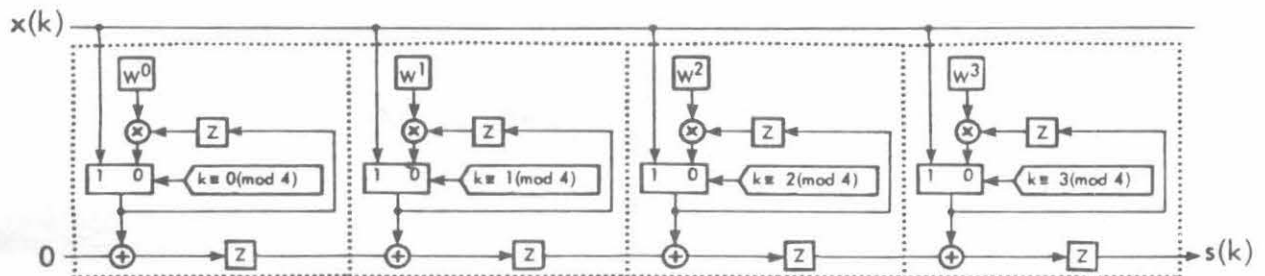 x(k)
W⁰ W¹ W² W³
Z Z Z Z
1 0 k ≡ 0(mod 4) 1 0 k ≡ 1(mod 4) 1 0 k ≡ 2(mod 4) 1 0 k ≡ 3(mod 4)
0 Z Z Z Z s(k)